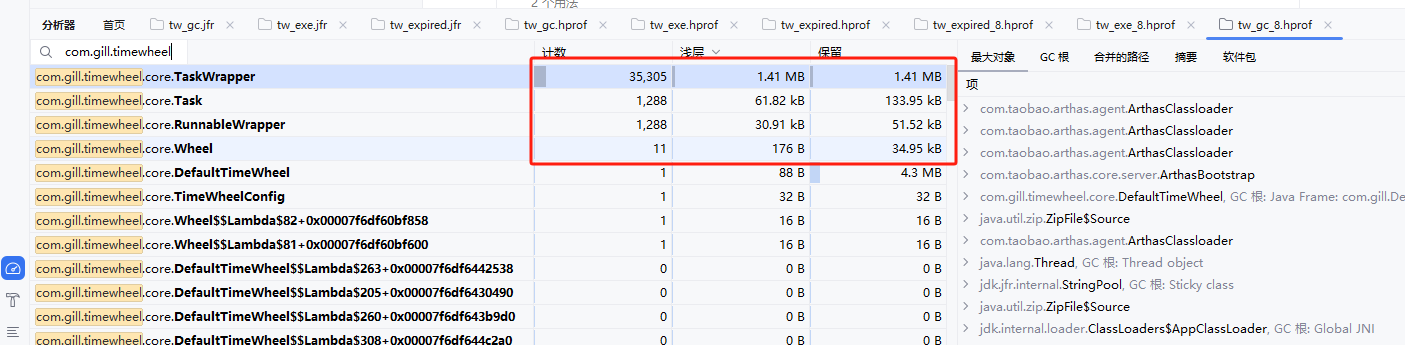 2 个用法
分析器 首页 tw_gc.jfr tw_exe.jfr tw_expired.jfr tw_gc.hprof tw_exe.hprof tw_expired.hprof tw_expired_8.hprof tw_exe_8.hprof tw_gc_8.hprof
com.gill.timewheel 计数 浅层 保留 最大对象 GC 根 合并的路径 摘要 软件包
项
com.gill.timewheel.core.TaskWrapper 35,305 1.41 MB 1.41 MB
com.gill.timewheel.core.Task 1,288 61.82 kB 133.95 kB
com.gill.timewheel.core.RunnableWrapper 1,288 30.91 kB 51.52 kB
com.gill.timewheel.core.Wheel 11 176 B 34.95 kB
com.gill.timewheel.core.DefaultTimeWheel 1 88 B 4.3 MB
com.gill.timewheel.core.TimeWheelConfig 1 32 B 32 B
com.gill.timewheel.core.Wheel$$Lambda$82+0x00007f6df60bf858 1 16 B 16 B
com.gill.timewheel.core.Wheel$$Lambda$81+0x00007f6df60bf600 1 16 B 16 B
com.gill.timewheel.core.DefaultTimeWheel$$Lambda$263+0x00007f6df6442538 0 0 B 0 B
com.gill.timewheel.core.DefaultTimeWheel$$Lambda$205+0x00007f6df6430490 0 0 B 0 B
com.gill.timewheel.core.DefaultTimeWheel$$Lambda$260+0x00007f6df643b9d0 0 0 B 0 B
com.gill.timewheel.core.DefaultTimeWheel$$Lambda$308+0x00007f6df644c2a0 0 0 B 0 B
com.taobao.arthas.agent.ArthasClassloader
com.taobao.arthas.agent.ArthasClassloader
com.taobao.arthas.agent.ArthasClassloader
com.taobao.arthas.core.server.ArthasBootstrap
com.gill.timewheel.core.DefaultTimeWheel, GC 根: Java Frame: com.gill.De
java.util.zip.ZipFile$Source
com.taobao.arthas.agent.ArthasClassloader
java.lang.Thread, GC 根: Thread object
jdk.jfr.internal.StringPool, GC 根: Sticky class
java.util.zip.ZipFile$Source
jdk.internal.loader.ClassLoaders$AppClassLoader, GC 根: Global JNI